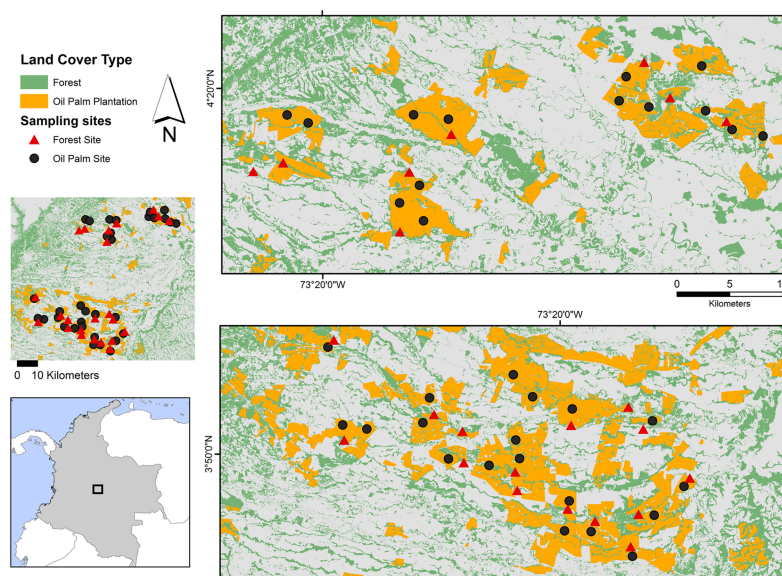 Land Cover Type
Forest
Oil Palm Plantation
Sampling sites
Forest Site
Oil Palm Site
N
4°20'0"N
73°20'0"W
0 5 1
Kilometers
73°20'0"W
0 10 Kilometers
3°50'0"N